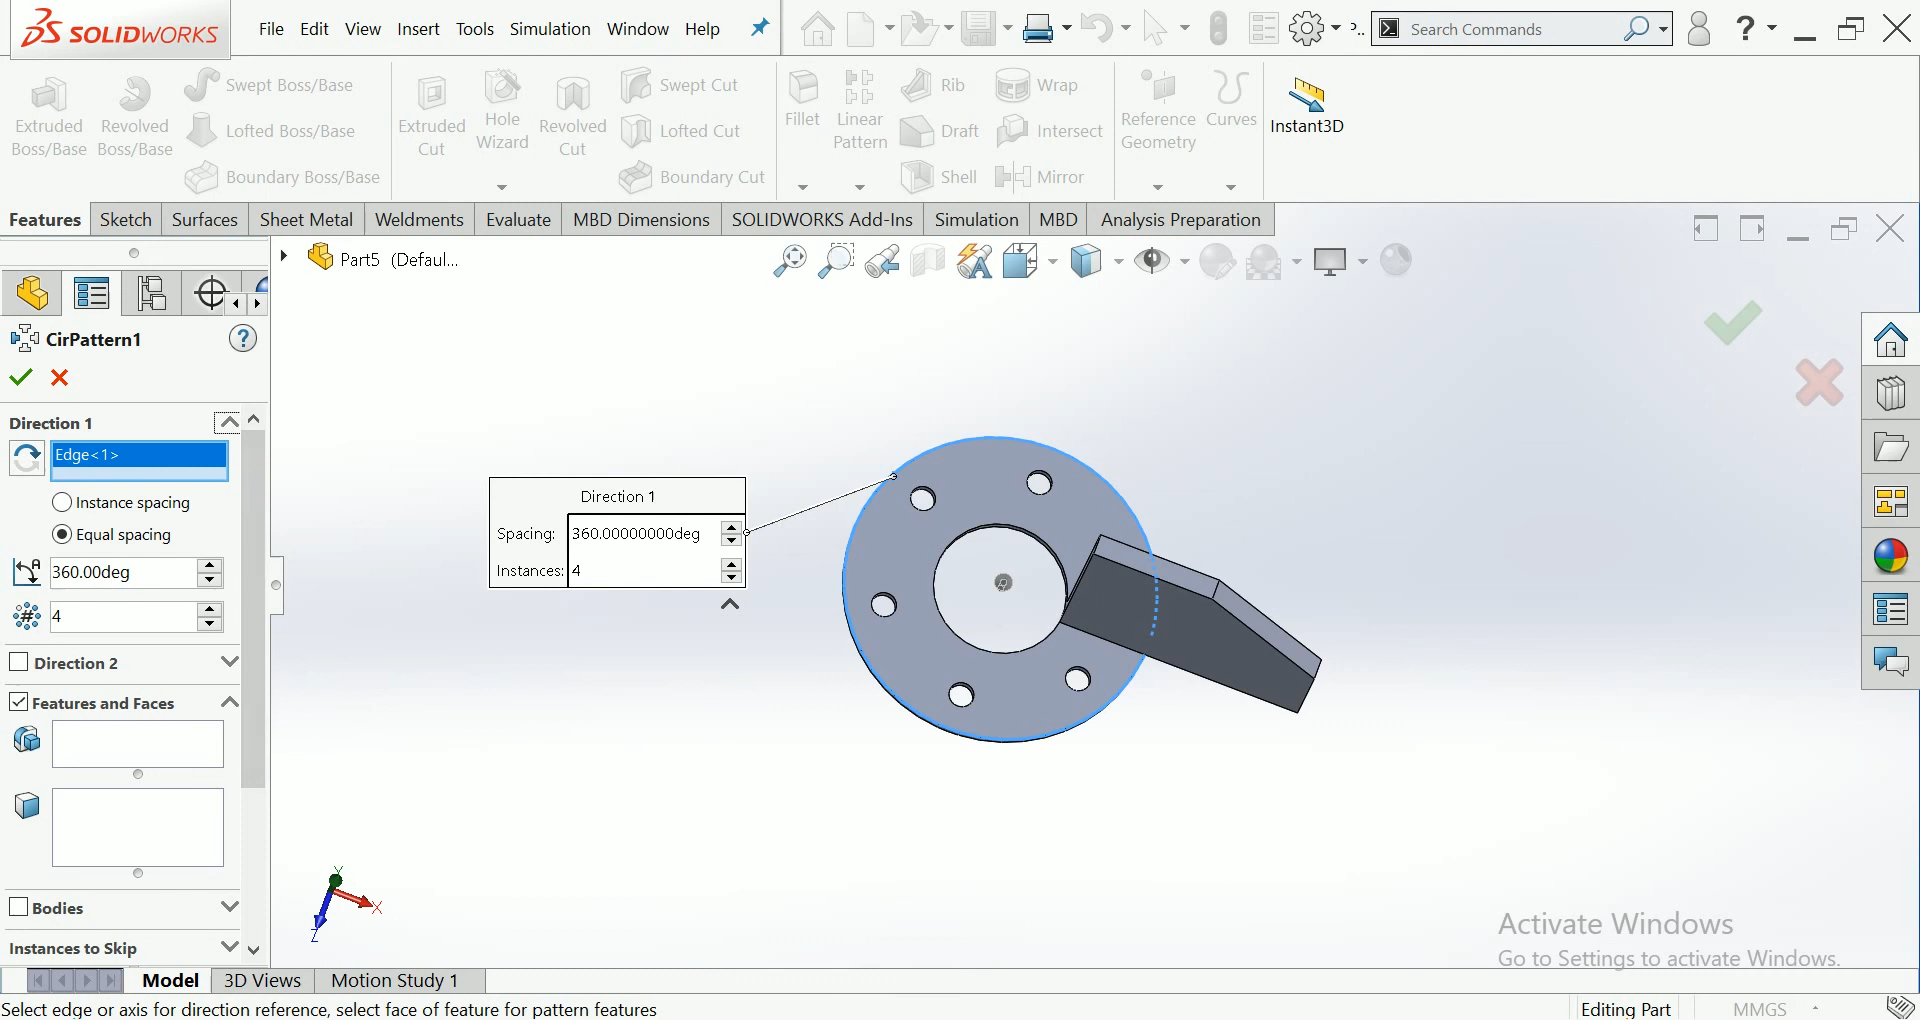 SOLIDWORKS
File Edit View Insert Tools Simulation Window Help
P..
Search Commands
?
Extruded Boss/Base
Revolved Boss/Base
Swept Boss/Base
Lofted Boss/Base
Boundary Boss/Base
Extruded Cut
Hole Wizard
Revolved Cut
Swept Cut
Lofted Cut
Boundary Cut
Fillet
Linear Pattern
Rib
Draft
Shell
Wrap
Intersect
Mirror
Reference Geometry
Curves
Instant3D
Features Sketch Surfaces Sheet Metal Weldments Evaluate MBD Dimensions SOLIDWORKS Add-Ins Simulation MBD Analysis Preparation
Part5 (Defaul...
CirPattern1
?
Direction 1
Edge<1>
Instance spacing
Equal spacing
360.00deg
4
Direction 2
Features and Faces
Bodies
Instances to Skip
Direction 1
Spacing: 360.00000000deg
Instances: 4
Y
X
Z
Activate Windows
Go to Settings to activate Windows.
Model 3D Views Motion Study 1
Select edge or axis for direction reference, select face of feature for pattern features
Editing Part
MMGS